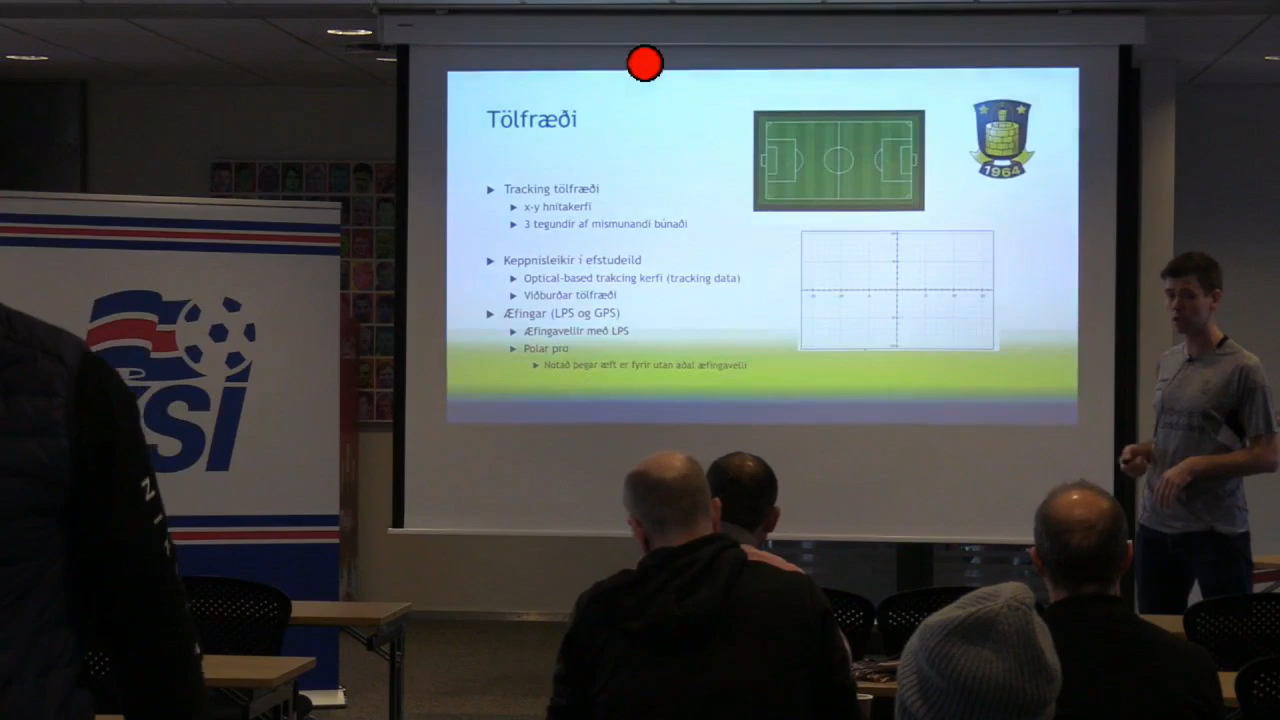 Tölfræði
1964
Tracking tölfræði
x-y hnitakerfi
3 tegundir af mismunandi búnaði
Keppnisleikir í efstudeild
Optical-based trakcing kerfi (tracking data)
Viðburðar tölfræði
Æfingar (LPS og GPS)
Æfingavellir með LPS
Polar pro
Notað þegar æft er fyrir utan aðal æfingavelli
KSI